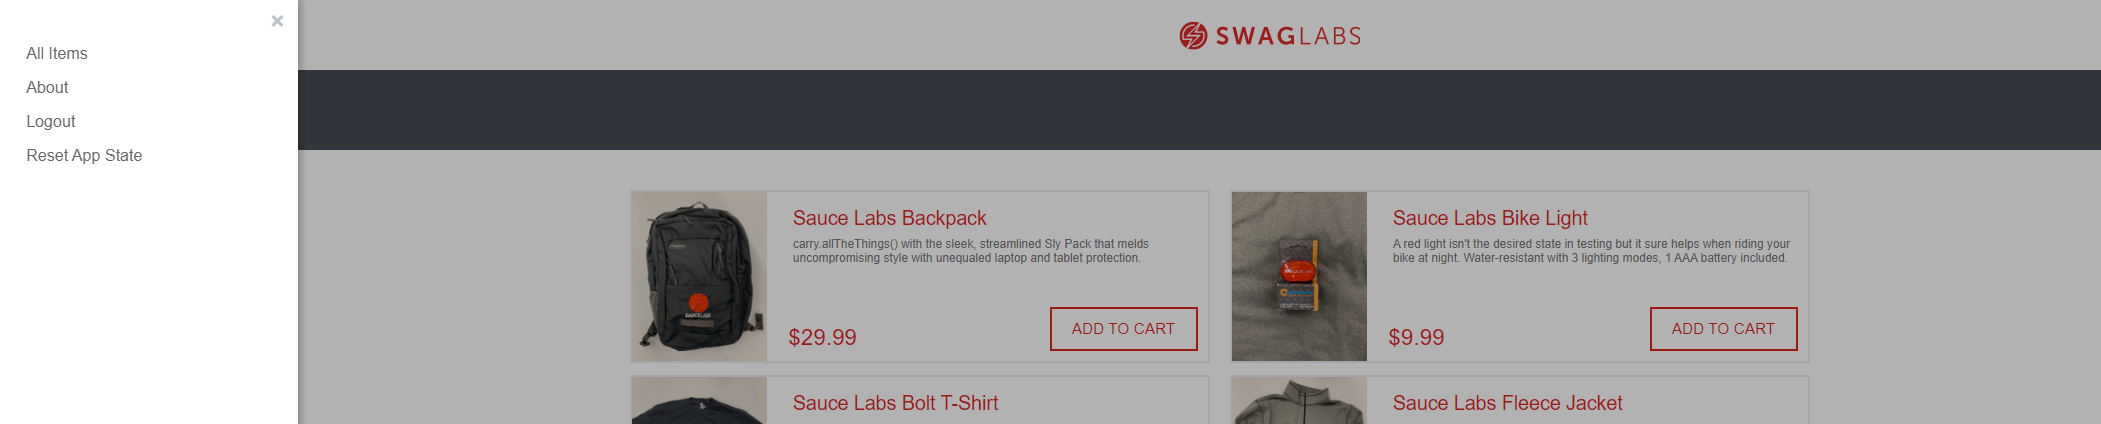 ×
All Items
About
Logout
Reset App State
SWAGLABS
Sauce Labs Backpack
carry.allTheThings() with the sleek, streamlined Sly Pack that melds
uncompromising style with unequaled laptop and tablet protection.
$29.99
ADD TO CART
SAUCELABS
Sauce Labs Bike Light
A red light isn't the desired state in testing but it sure helps when riding your
bike at night. Water-resistant with 3 lighting modes, 1 AAA battery included.
$9.99
ADD TO CART
Sauce Labs Bolt T-Shirt
Sauce Labs Fleece Jacket